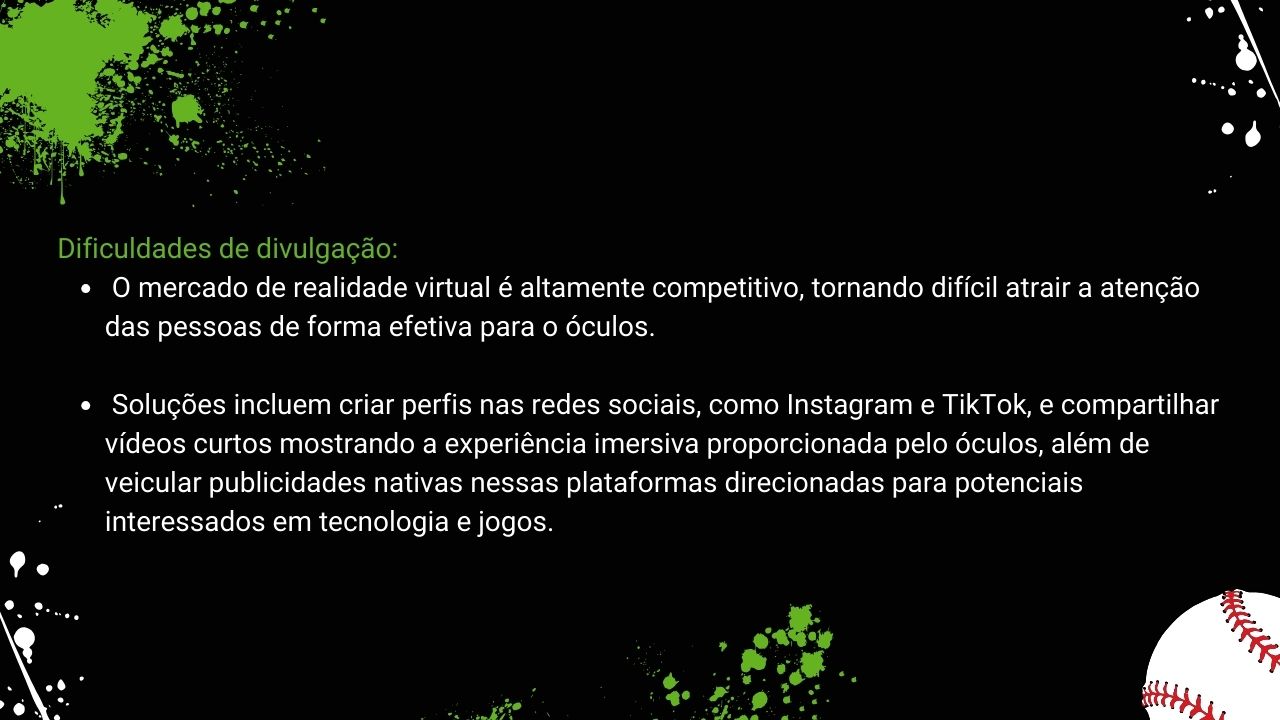 Dificuldades de divulgação:
• O mercado de realidade virtual é altamente competitivo, tornando difícil atrair a atenção
das pessoas de forma efetiva para o óculos.
• Soluções incluem criar perfis nas redes sociais, como Instagram e TikTok, e compartilhar
vídeos curtos mostrando a experiência imersiva proporcionada pelo óculos, além de
veicular publicidades nativas nessas plataformas direcionadas para potenciais
interessados em tecnologia e jogos.